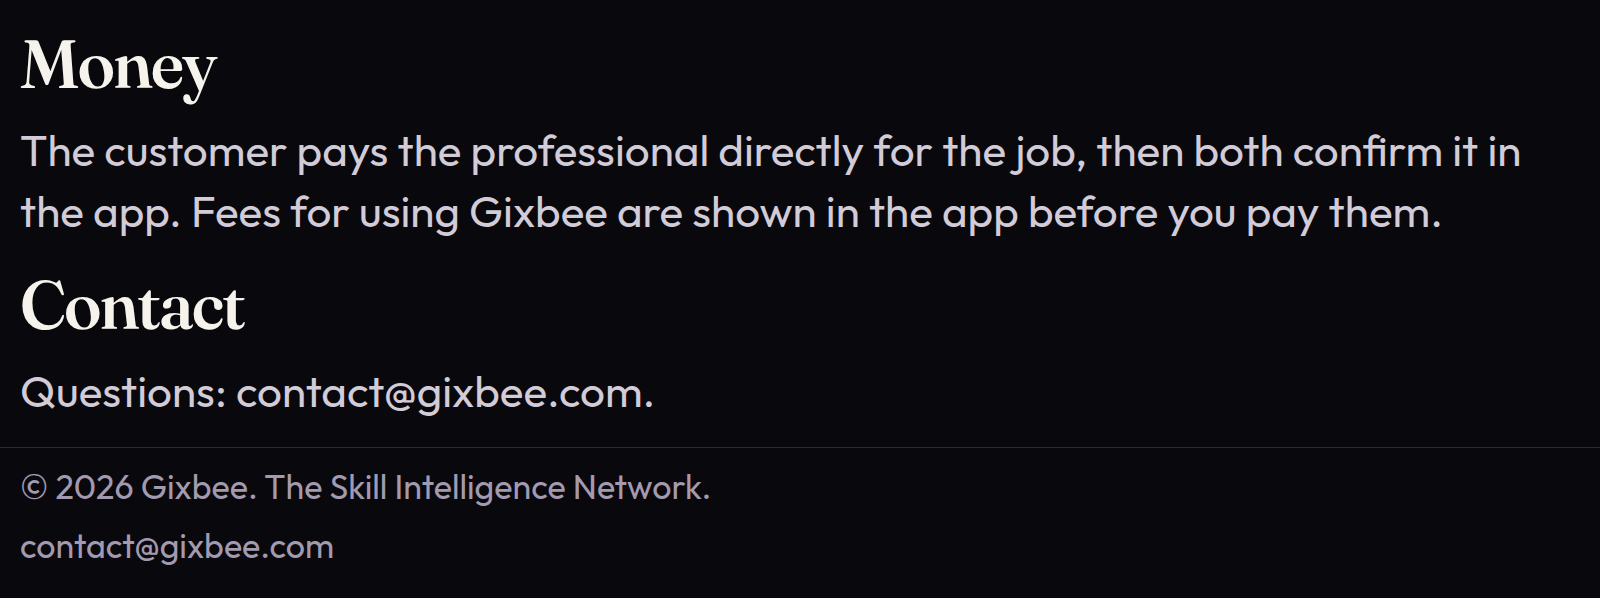 Money
The customer pays the professional directly for the job, then both confirm it in
the app. Fees for using Gixbee are shown in the app before you pay them.
Contact
Questions: contact@gixbee.com.
© 2026 Gixbee. The Skill Intelligence Network.
contact@gixbee.com